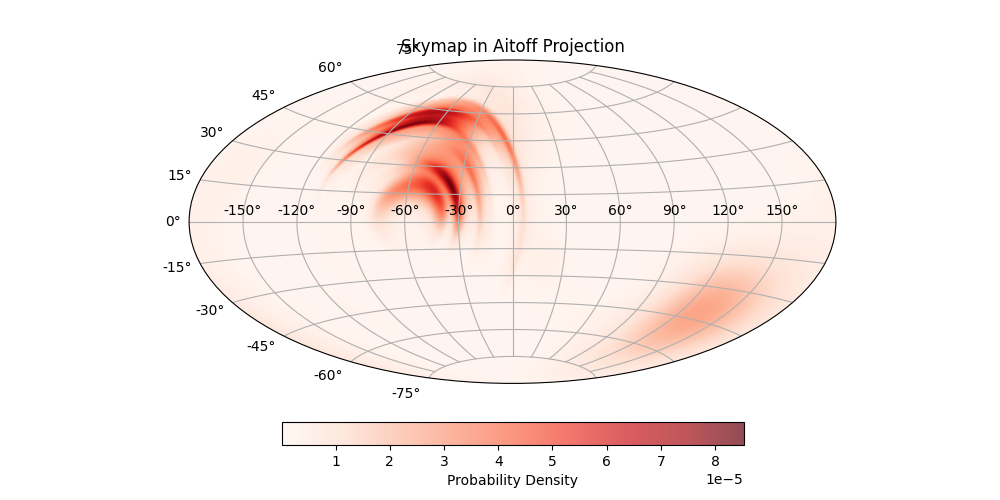 Skymap in Aitoff Projection
75°
60°
45°
30°
15°
-150° -120° -90° -60° -30° 0° 30° 60° 90° 120° 150°
0°
-15°
-30°
-45°
-60°
-75°
1 2 3 4 5 6 7 8
Probability Density
1e−5